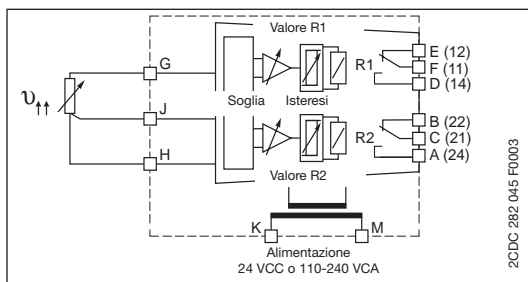 Valore R1
G
E (12)
R1
F (11)
D (14)
Soglia
Isteresi
ʋ↑↑
J
B (22)
R2
C (21)
H
A (24)
Valore R2
K
M
Alimentazione
24 VCC o 110-240 VCA
2CDC 282 045 F0003